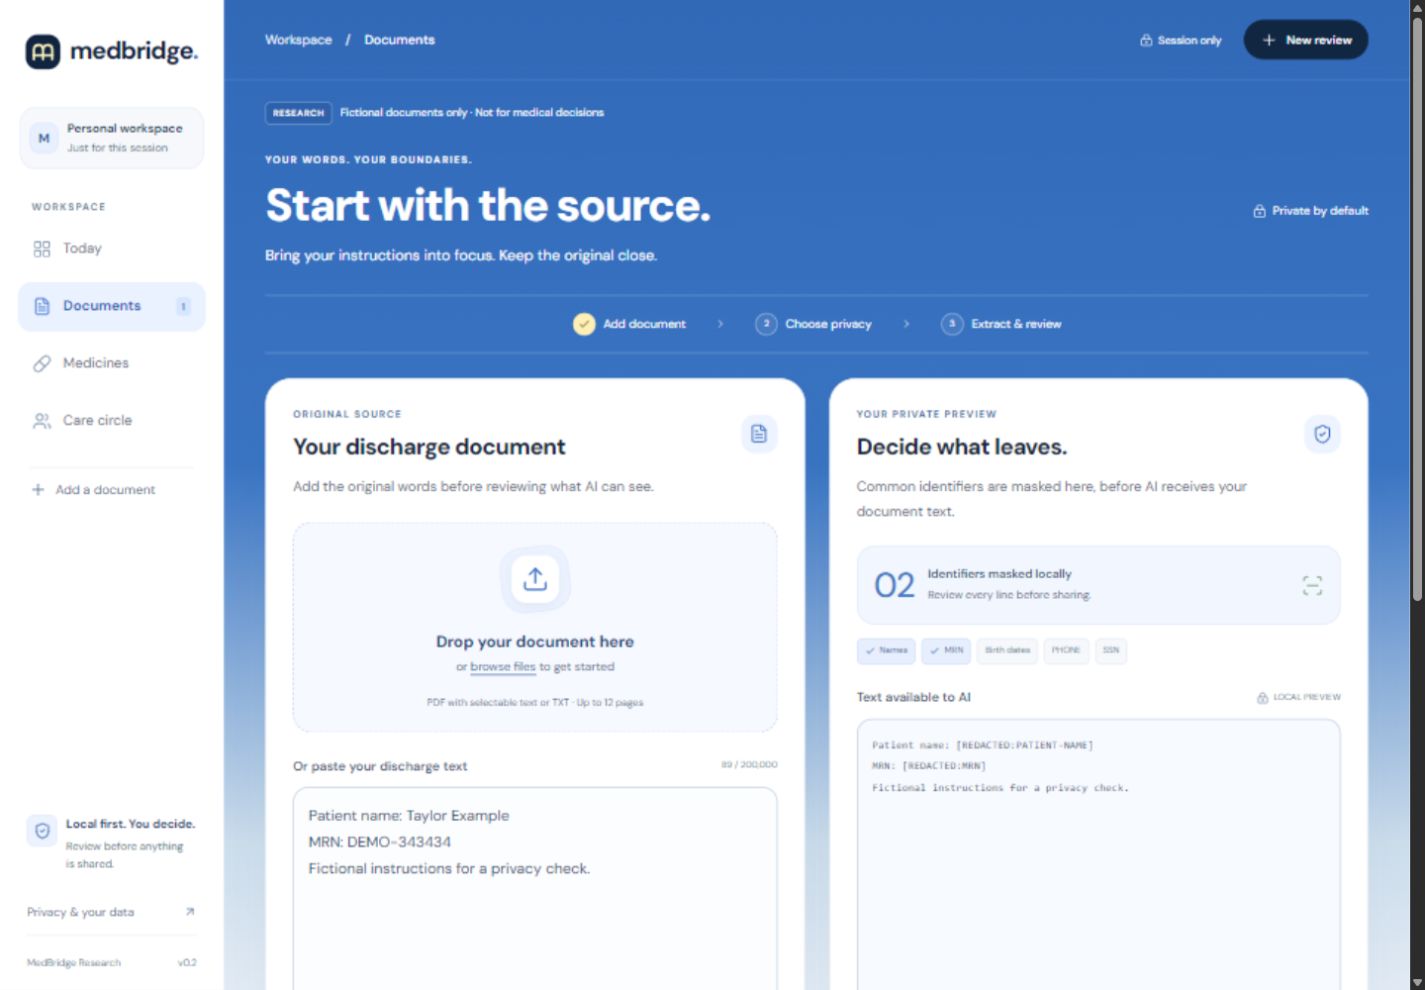 medbridge.
M
Personal workspace
Just for this session
WORKSPACE
Today
Documents
1
Medicines
Care circle
Add a document
Local first. You decide.
Review before anything
is shared.
Privacy & your data
MedBridge Research
v0.2
Workspace / Documents
Session only
New review
RESEARCH
Fictional documents only · Not for medical decisions
YOUR WORDS. YOUR BOUNDARIES.
Start with the source.
Private by default
Bring your instructions into focus. Keep the original close.
Add document
2 Choose privacy
3 Extract & review
ORIGINAL SOURCE
Your discharge document
Add the original words before reviewing what AI can see.
Drop your document here
or browse files to get started
PDF with selectable text or TXT · Up to 12 pages
Or paste your discharge text
89 / 200,000
Patient name: Taylor Example
MRN: DEMO-343434
Fictional instructions for a privacy check.
YOUR PRIVATE PREVIEW
Decide what leaves.
Common identifiers are masked here, before AI receives your
document text.
02
Identifiers masked locally
Review every line before sharing.
Names
MRN
Birth dates
PHONE
SSN
Text available to AI
LOCAL PREVIEW
Patient name: [REDACTED:PATIENT-NAME]
MRN: [REDACTED:MRN]
Fictional instructions for a privacy check.